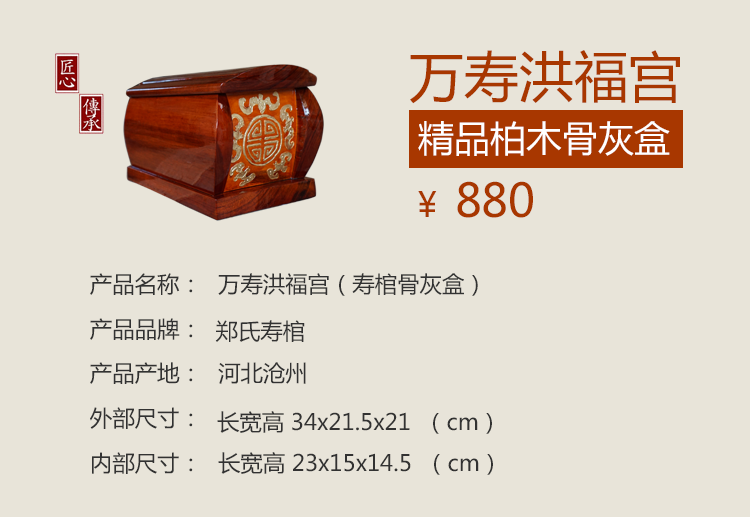 匠心
傳承
万寿洪福宫
精品柏木骨灰盒
¥ 880
产品名称： 万寿洪福宫（寿棺骨灰盒）
产品品牌： 郑氏寿棺
产品产地： 河北沧州
外部尺寸： 长宽高 34x21.5x21 （cm）
内部尺寸： 长宽高 23x15x14.5 （cm）